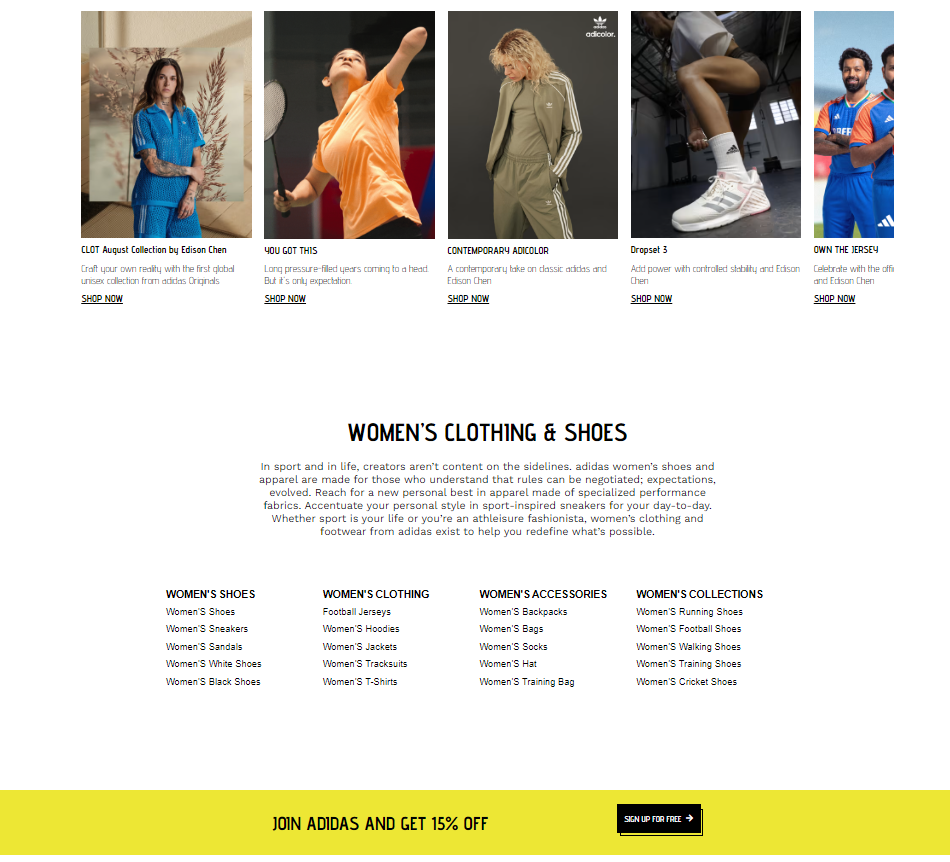 adicolor.
CLOT August Collection by Edison Chen
Craft your own reality with the first global
unisex collection from adidas Originals.
SHOP NOW
YOU GOT THIS
Long pressure-filled years coming to a head.
But it's only expectation.
SHOP NOW
CONTEMPORARY ADICOLOR
A contemporary take on classic adidas and
Edison Chen
SHOP NOW
Dropset 3
Add power with controlled stability and Edison
Chen
SHOP NOW
OWN THE JERSEY
Celebrate with the offi
and Edison Chen
SHOP NOW
WOMEN'S CLOTHING & SHOES
In sport and in life, creators aren't content on the sidelines. adidas women's shoes and
apparel are made for those who understand that rules can be negotiated; expectations,
evolved. Reach for a new personal best in apparel made of specialized performance
fabrics. Accentuate your personal style in sport-inspired sneakers for your day-to-day.
Whether sport is your life or you're an athleisure fashionista, women's clothing and
footwear from adidas exist to help you redefine what's possible.
WOMEN'S SHOES
Women'S Shoes
Women'S Sneakers
Women'S Sandals
Women'S White Shoes
Women'S Black Shoes
WOMEN'S CLOTHING
Football Jerseys
Women'S Hoodies
Women'S Jackets
Women'S Tracksuits
Women'S T-Shirts
WOMEN'S ACCESSORIES
Women'S Backpacks
Women'S Bags
Women'S Socks
Women'S Hat
Women'S Training Bag
WOMEN'S COLLECTIONS
Women'S Running Shoes
Women'S Football Shoes
Women'S Walking Shoes
Women'S Training Shoes
Women'S Cricket Shoes
JOIN ADIDAS AND GET 15% OFF
SIGN UP FOR FREE